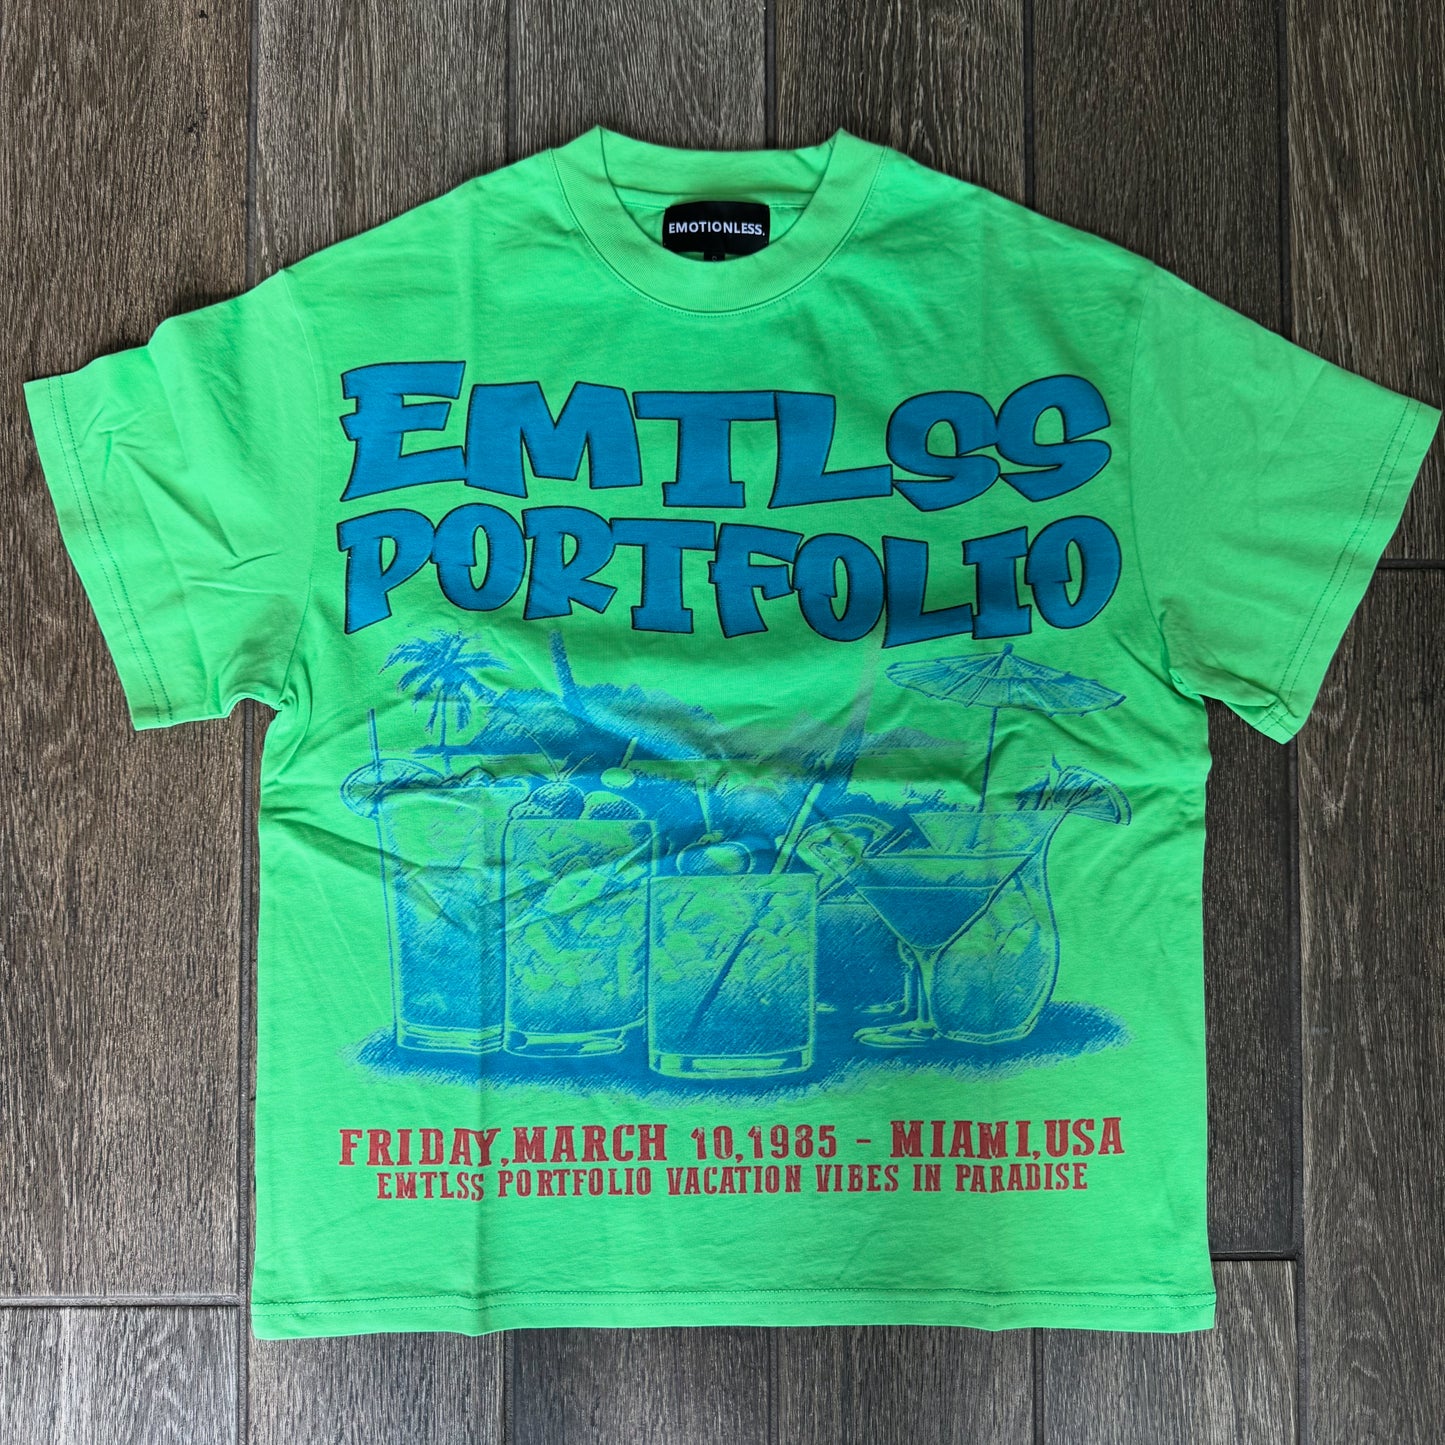 EMOTIONLESS.
EMTLSS
PORTFOLIO
FRIDAY,MARCH 10,1985 - MIAMI,USA
EMTLSS PORTFOLIO VACATION VIBES IN PARADISE